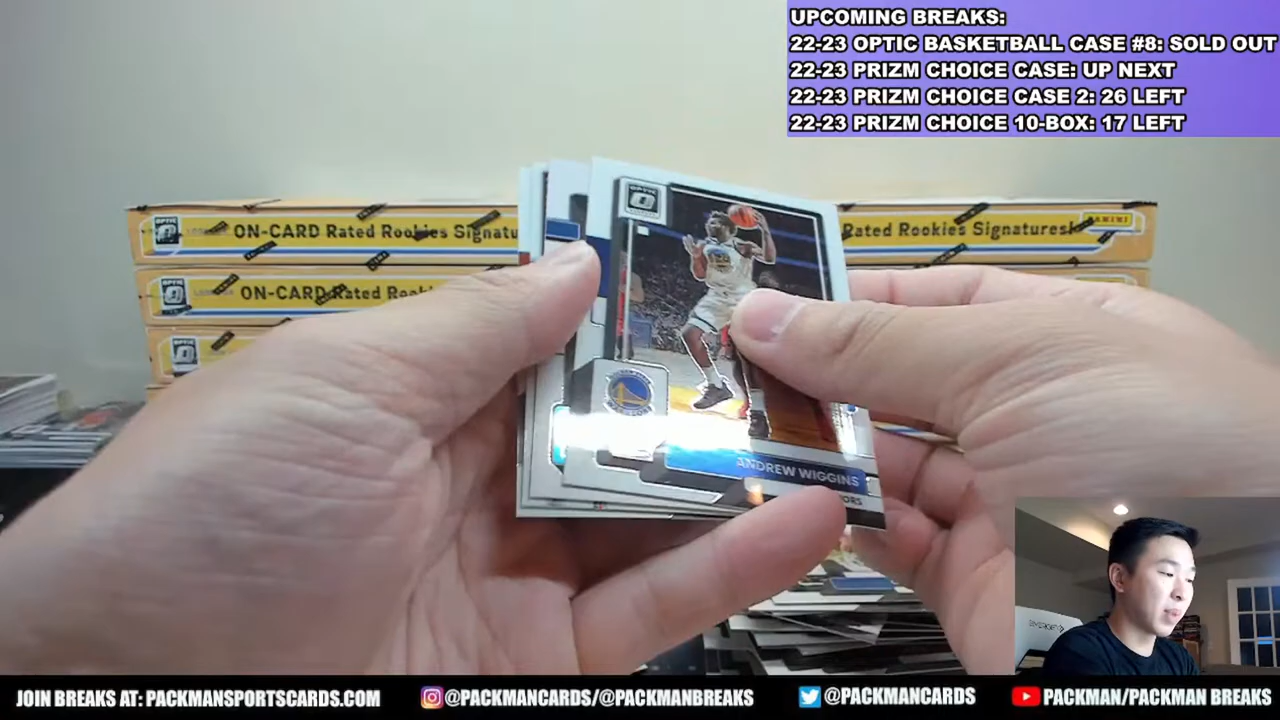 UPCOMING BREAKS:
22-23 OPTIC BASKETBALL CASE #8: SOLD OUT
22-23 PRIZM CHOICE CASE: UP NEXT
22-23 PRIZM CHOICE CASE 2: 26 LEFT
22-23 PRIZM CHOICE 10-BOX: 17 LEFT
OPTIC
ON-CARD Rated Rookies Signatu
Rated Rookies Signatures!
PANINI
ON-CARD Rated Rook
ANDREW WIGGINS
JOIN BREAKS AT: PACKMANSPORTSCARDS.COM
@PACKMANCARDS/@PACKMANBREAKS
@PACKMANCARDS
PACKMAN/PACKMAN BREAKS